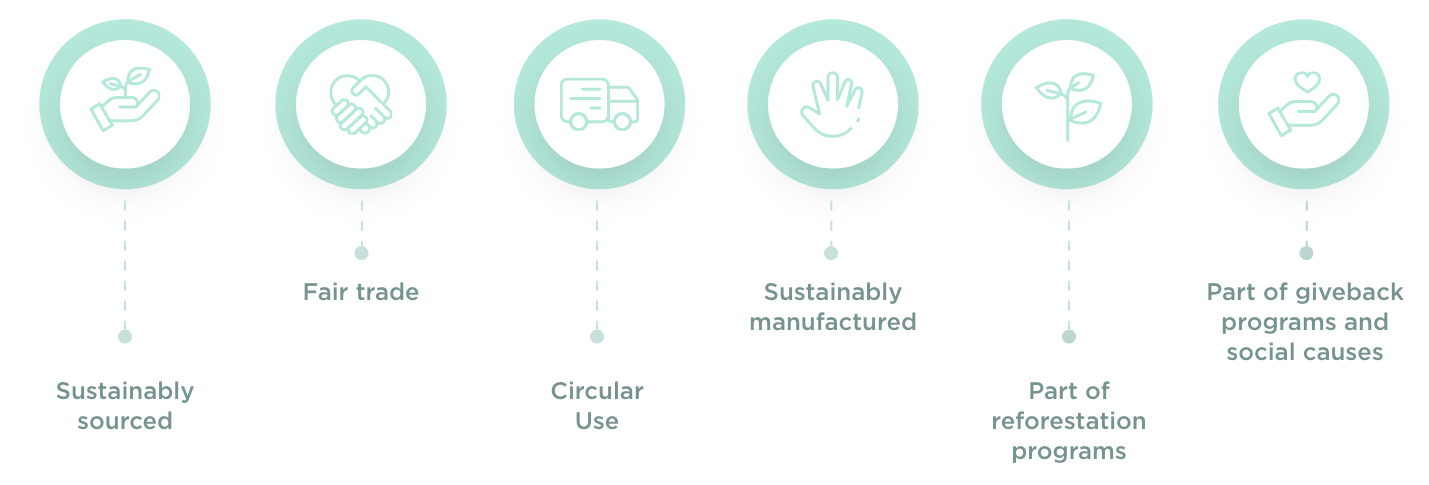 Sustainably
sourced
Fair trade
Circular
Use
Sustainably
manufactured
Part of
reforestation
programs
Part of giveback
programs and
social causes